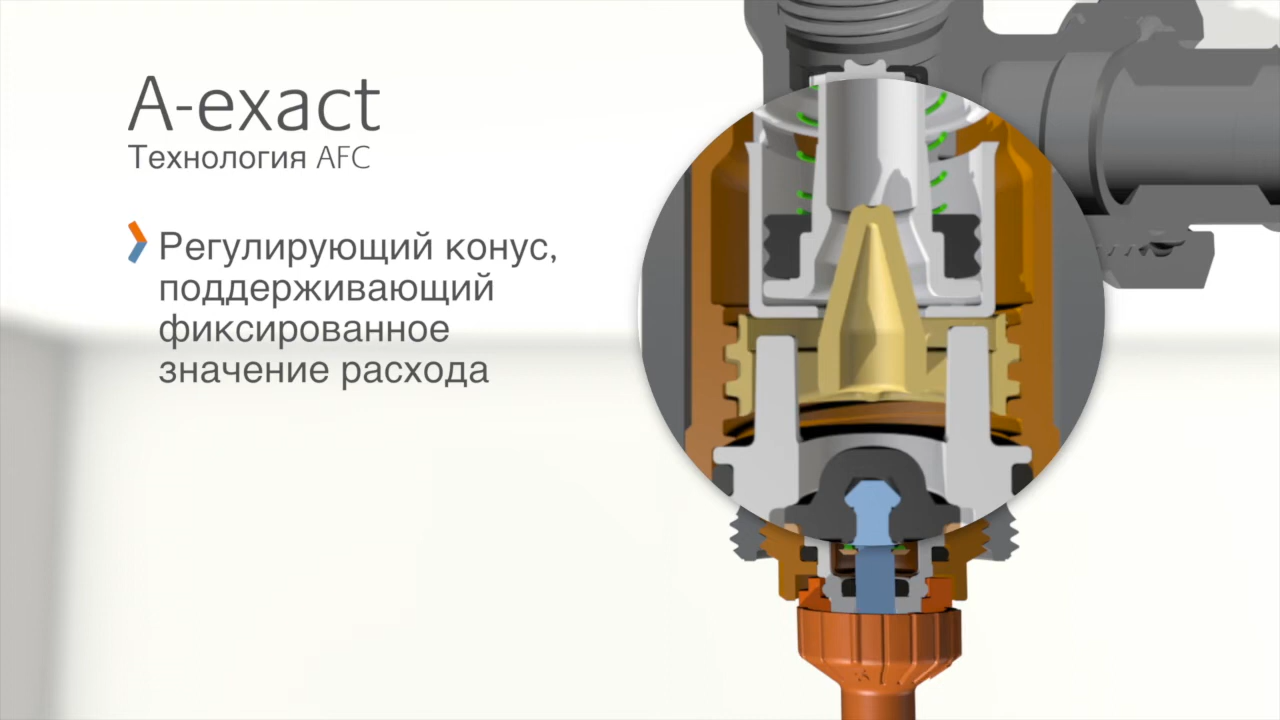 A-exact
Технология AFC
Регулирующий конус,
поддерживающий
фиксированное
значение расхода